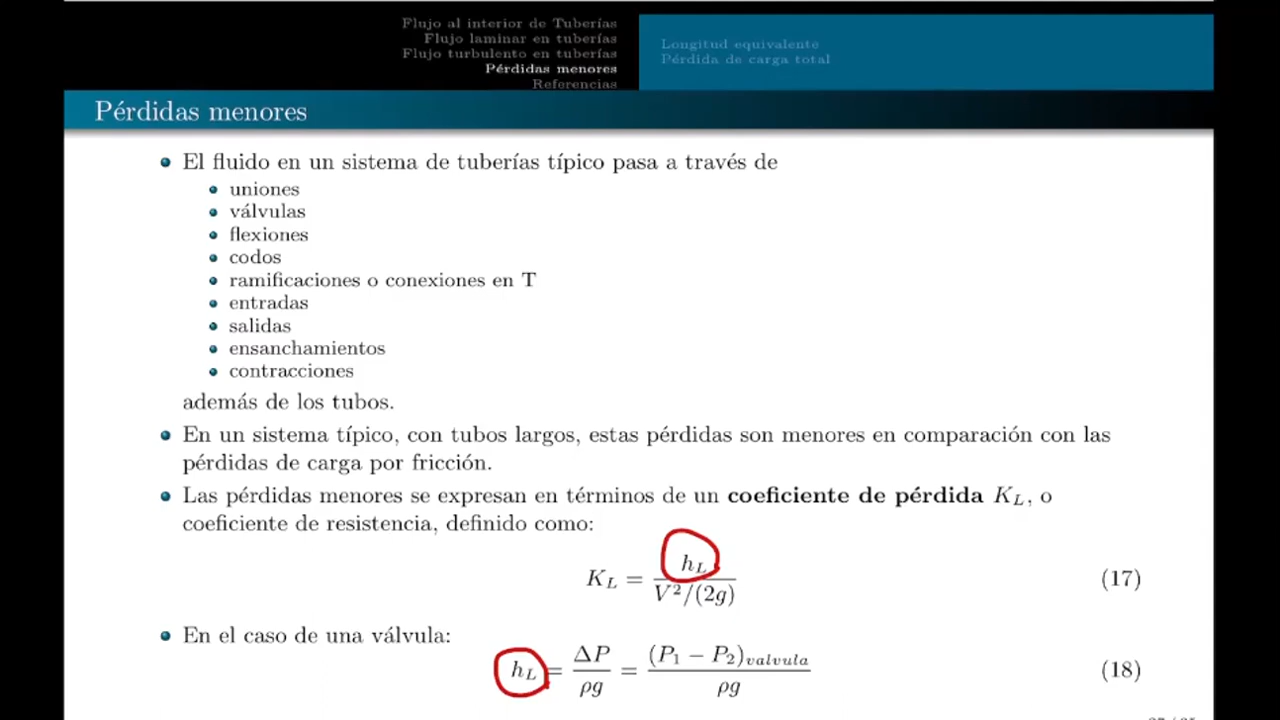 Flujo al interior de Tuberías
Flujo laminar en tuberías
Flujo turbulento en tuberías
Pérdidas menores
Referencias
Longitud equivalente
Pérdida de carga total
Pérdidas menores
El fluido en un sistema de tuberías típico pasa a través de
uniones
válvulas
flexiones
codos
ramificaciones o conexiones en T
entradas
salidas
ensanchamientos
contracciones
además de los tubos.
En un sistema típico, con tubos largos, estas pérdidas son menores en comparación con las
pérdidas de carga por fricción.
Las pérdidas menores se expresan en términos de un coeficiente de pérdida K_L, o
coeficiente de resistencia, definido como:
K_L = h_L / (V²/(2g)) (17)
En el caso de una válvula:
h_L = ΔP / ρg = (P₁ − P₂)_valvula / ρg (18)